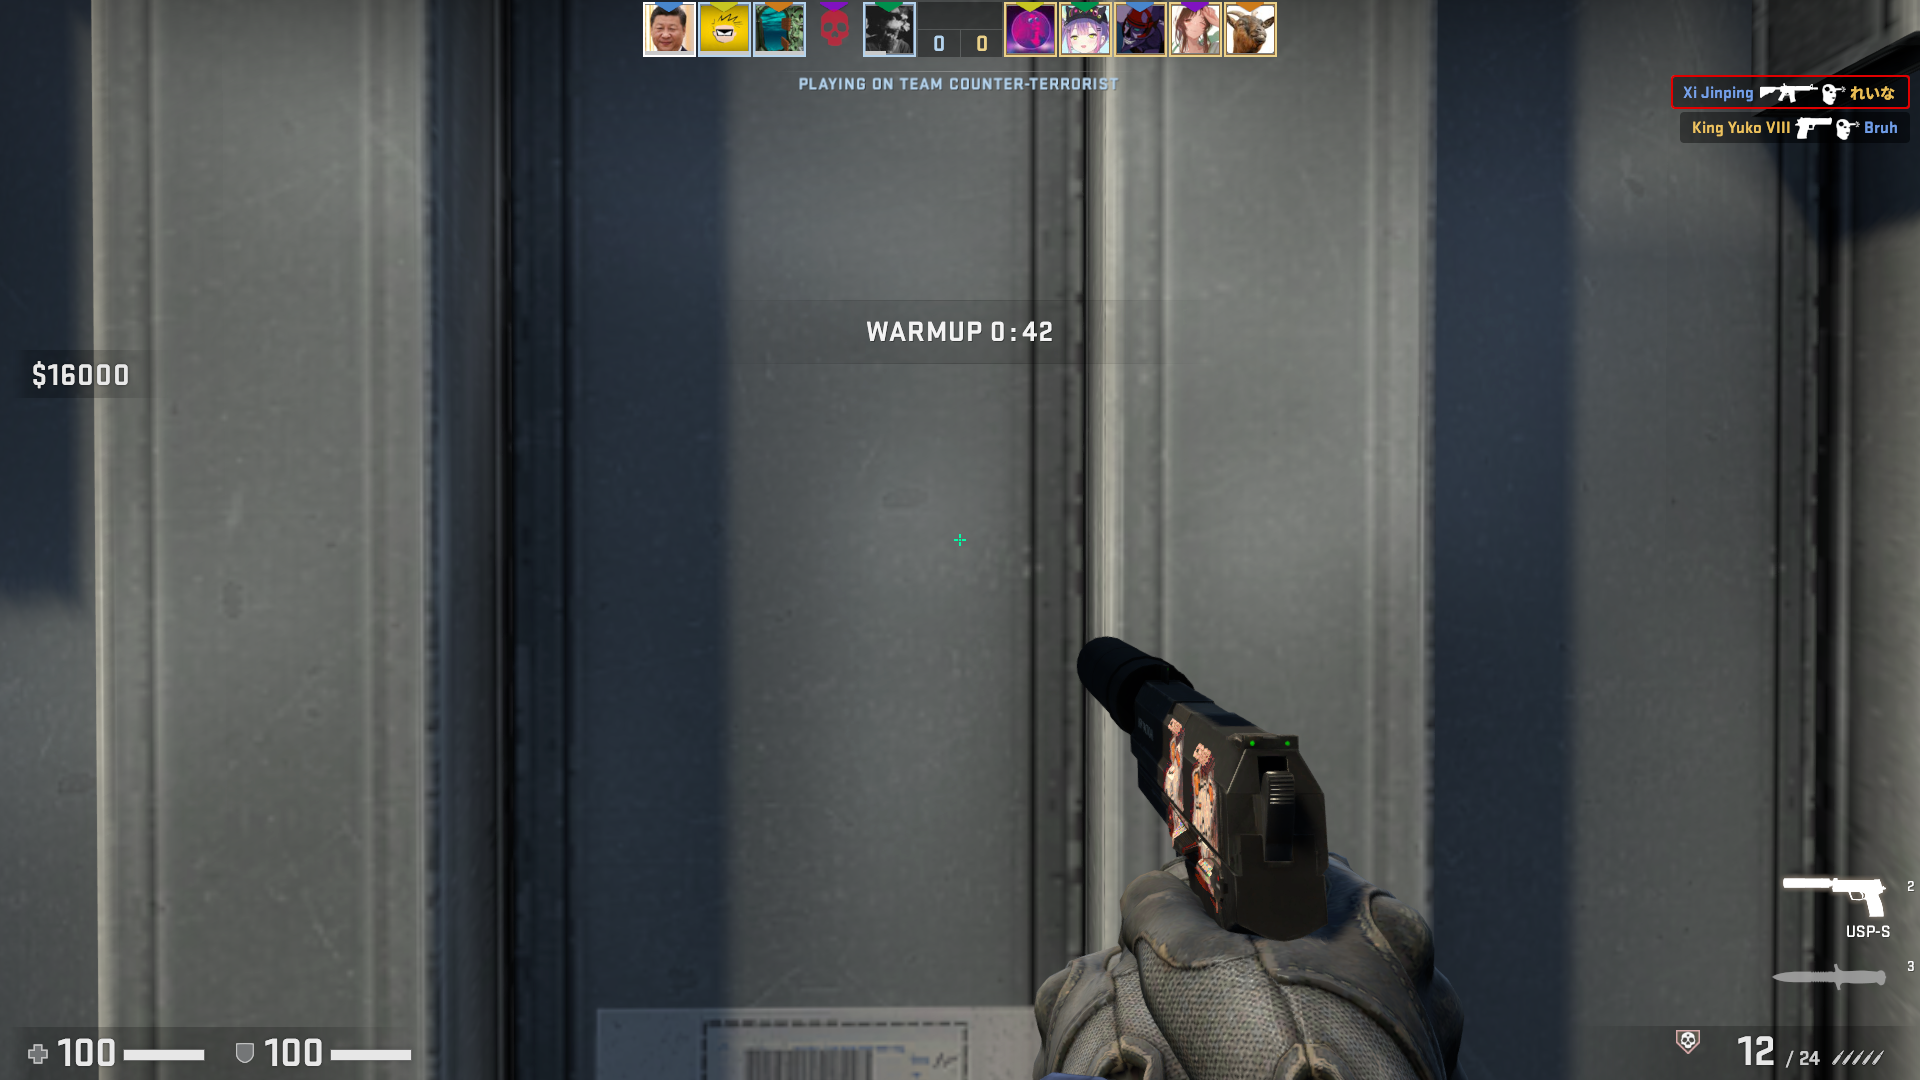 0 0
PLAYING ON TEAM COUNTER-TERRORIST
Xi Jinping れいな
King Yuko VIII Bruh
WARMUP 0:42
$16000
2
USP-S
3
100 100
12 / 24